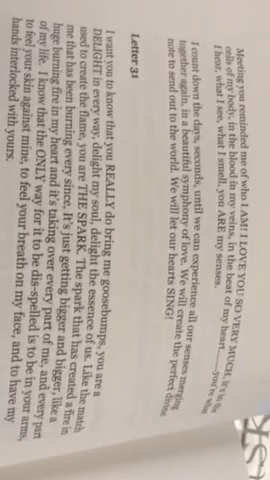 Meeting you reminded me of who I AM! I LOVE YOU SO VERY MUCH. It's in the
cells of my body, in the blood in my veins, in the beat of my heart.........you're what
I hear, what I see, what I smell..you ARE my senses.
I count down the days, seconds, until we can experience all our senses merging
together again, in a beautiful symphony of love. We will create the perfect divine
note to send out to the world. We will let our hearts SING!
Letter 31
I want you to know that you REALLY do bring me goosebumps, you are a
DELIGHT in every way; delight my soul, delight the essence of us. Like the match
used to create the flame, you are THE SPARK. The spark that has created a fire in
me that has been burning every since. It's just getting bigger and bigger, like a
huge burning fire in my heart and it's taking over every part of me, and every part
of my life. I know that the ONLY way for it to be dis-spelled is to be in your arms,
to feel your skin against mine, to feel your breath on my face, and to have my
hands interlocked with yours.